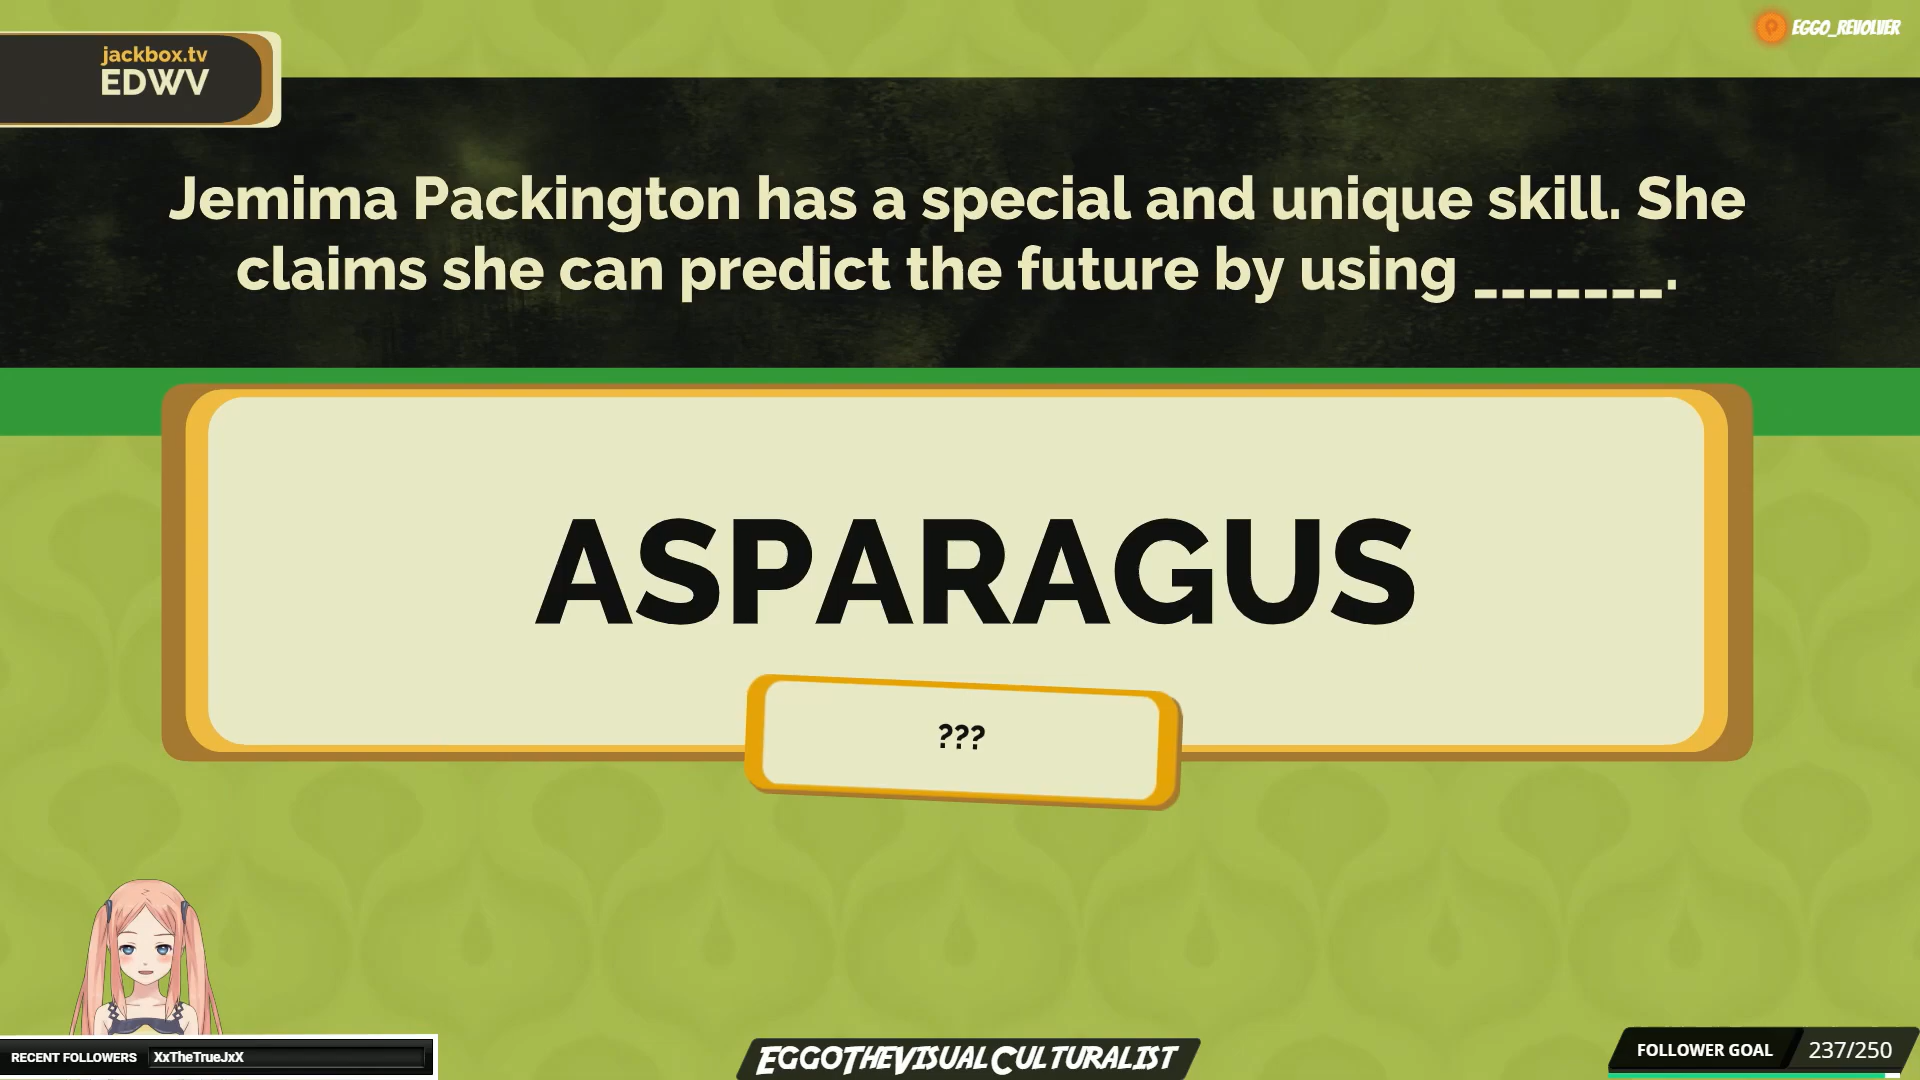 jackbox.tv
EDWV
EGGO_REVOLVER
Jemima Packington has a special and unique skill. She
claims she can predict the future by using _______.
ASPARAGUS
???
RECENT FOLLOWERS XxTheTrueJxX
EGGOTHEVISUALCULTURALIST
FOLLOWER GOAL 237/250